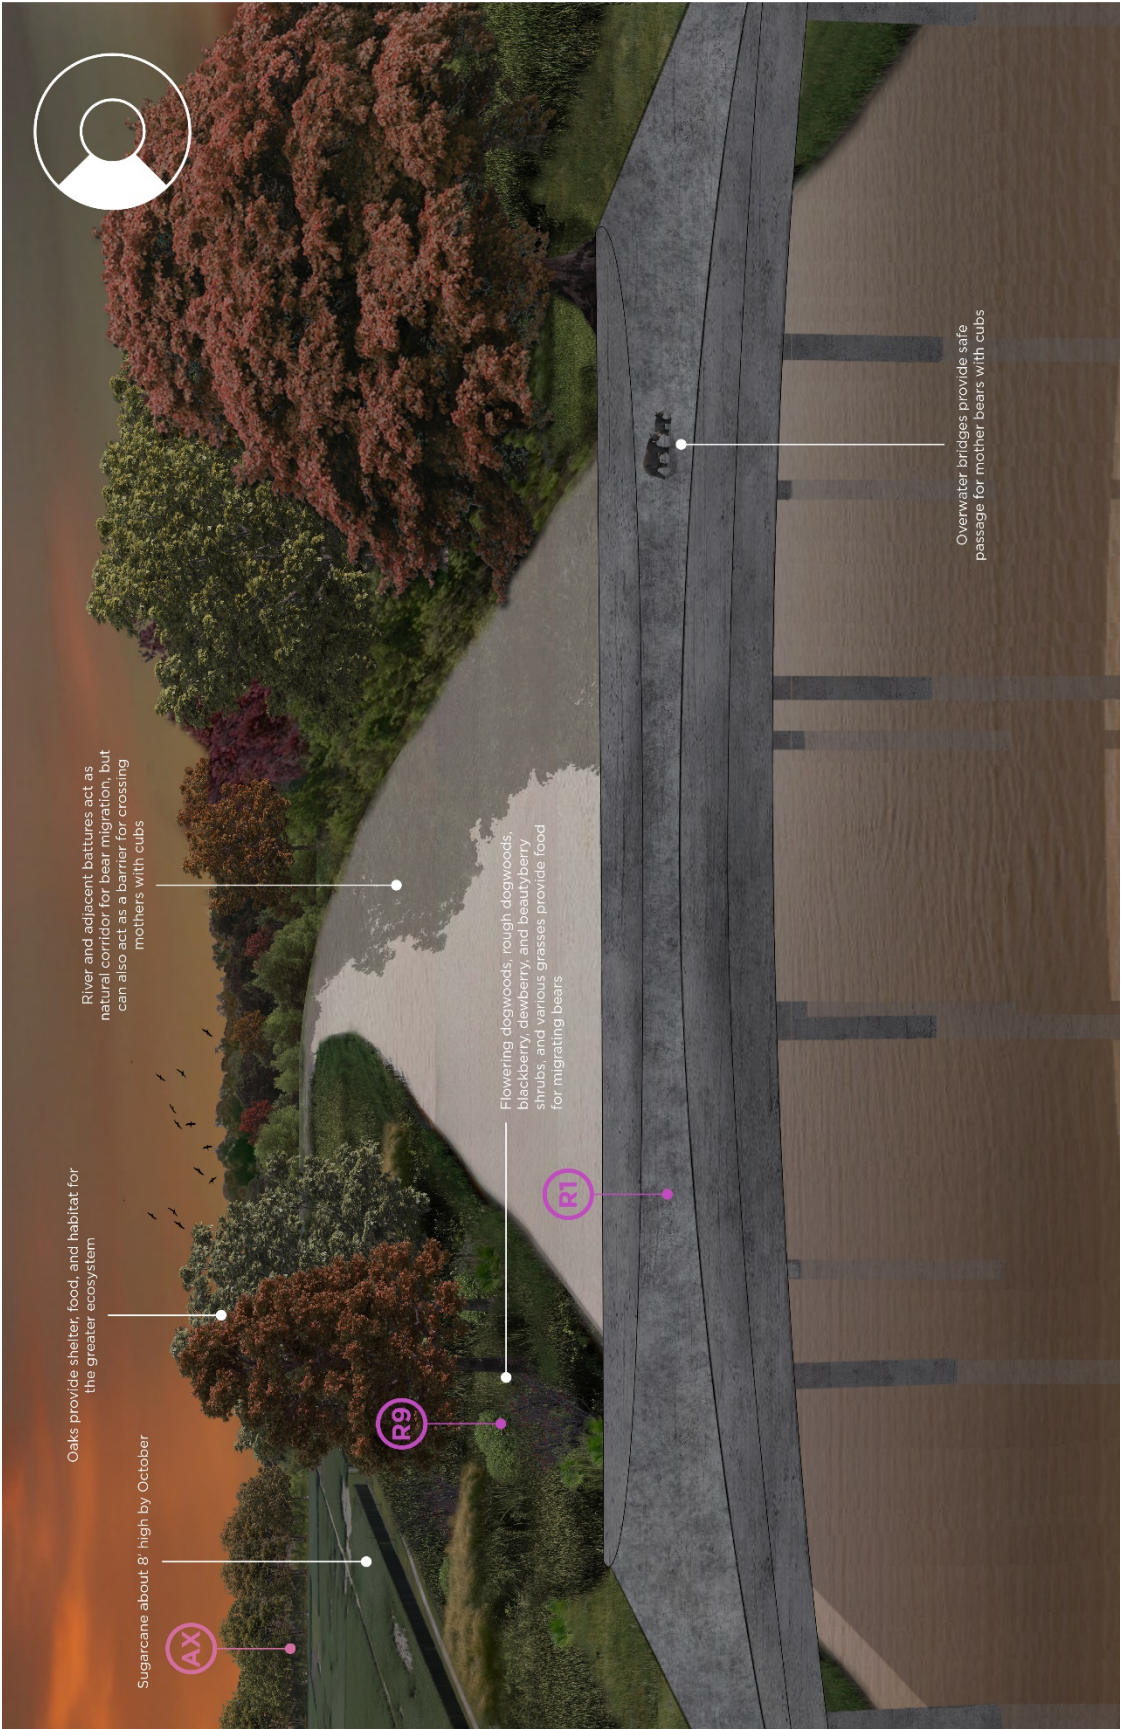 Sugarcane about 8' high by October
AX
Oaks provide shelter, food, and habitat for
the greater ecosystem
River and adjacent battures act as
natural corridor for bear migration, but
can also act as a barrier for crossing
mothers with cubs
R9
Flowering dogwoods, rough dogwoods,
blackberry, dewberry, and beautyberry
shrubs, and various grasses provide food
for migrating bears
R1
Overwater bridges provide safe
passage for mother bears with cubs